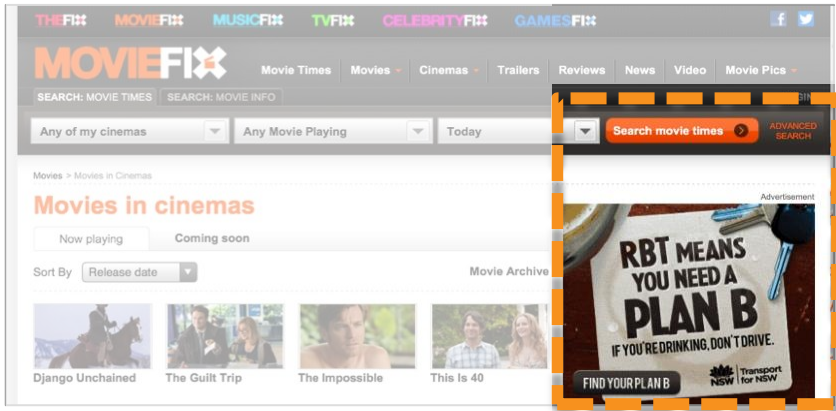 THEFIX MOVIEFIX MUSICFIX TVFIX CELEBRITYFIX GAMESFIX f
MOVIEFIX
Movie Times Movies Cinemas Trailers Reviews News Video Movie Pics
SEARCH: MOVIE TIMES SEARCH: MOVIE INFO
Any of my cinemas Any Movie Playing Today Search movie times ADVANCED
SEARCH
Movies > Movies in Cinemas
Advertisement
Movies in cinemas
Now playing Coming soon
Sort By Release date Movie Archive
Django Unchained The Guilt Trip The Impossible This Is 40
RBT MEANS
YOU NEED A
PLAN B
IF YOU'RE DRINKING, DON'T DRIVE.
FIND YOUR PLAN B
NSW
Transport
for NSW